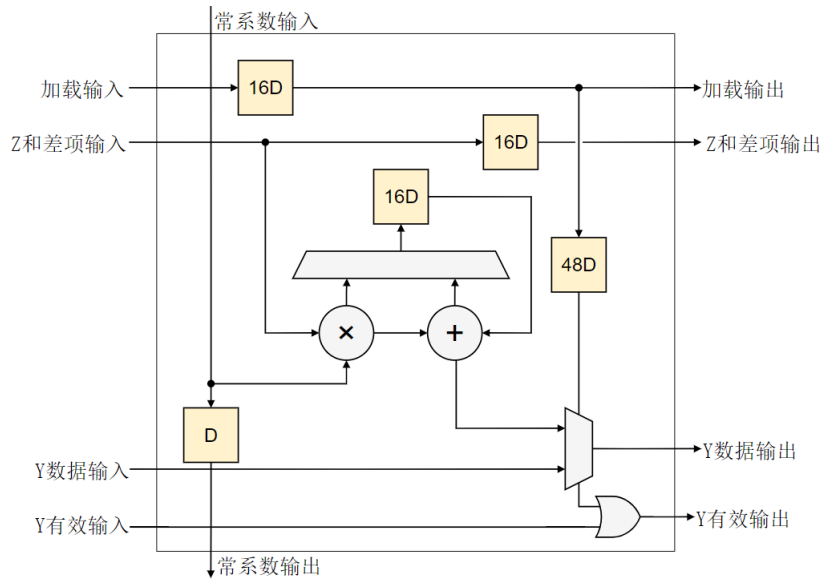 常系数输入
加载输入
16D
加载输出
Z和差项输入
16D
Z和差项输出
16D
48D
×
+
D
Y数据输入
Y数据输出
Y有效输入
Y有效输出
常系数输出